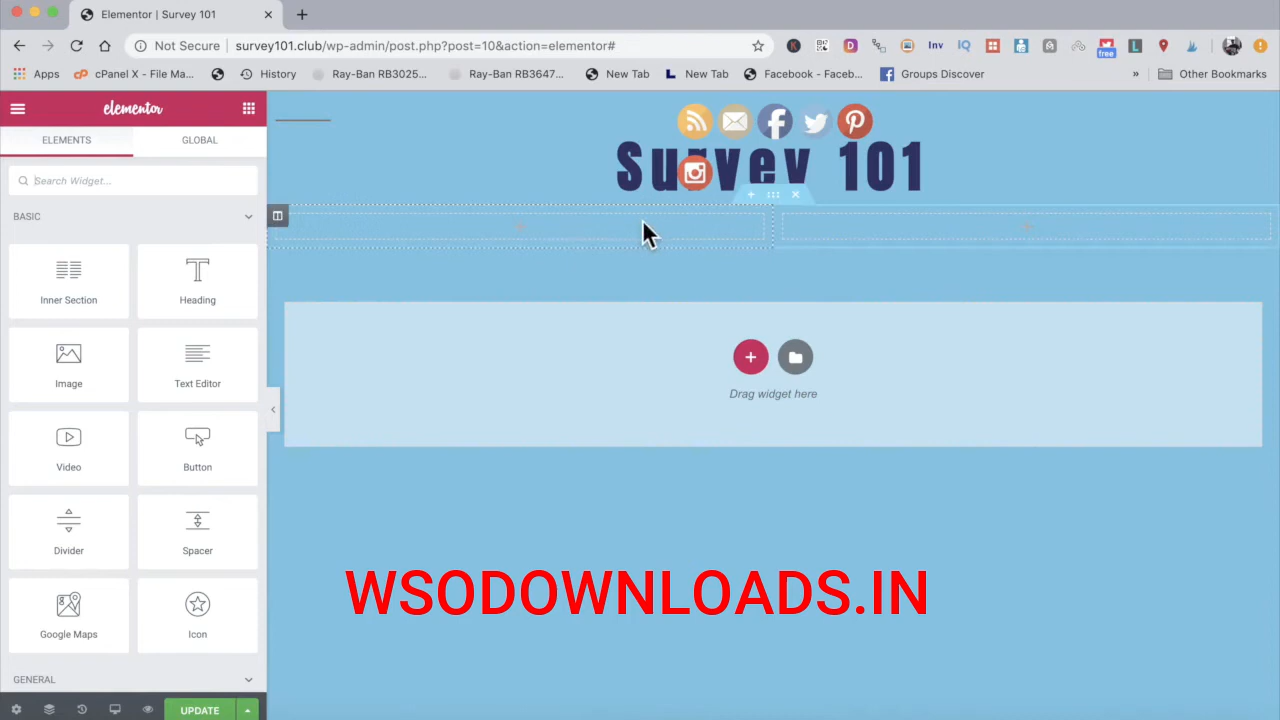 Elementor | Survey 101
Not Secure survey101.club/wp-admin/post.php?post=10&action=elementor#
Inv IQ free
Apps cPanel X - File Ma... History Ray-Ban RB3025... Ray-Ban RB3647... New Tab New Tab Facebook - Faceb... Groups Discover » Other Bookmarks
elementor
ELEMENTS GLOBAL
Search Widget...
BASIC
Inner Section Heading
Image Text Editor
Video Button
Divider Spacer
Google Maps Icon
GENERAL
UPDATE
Survey 101
Drag widget here
WSODOWNLOADS.IN